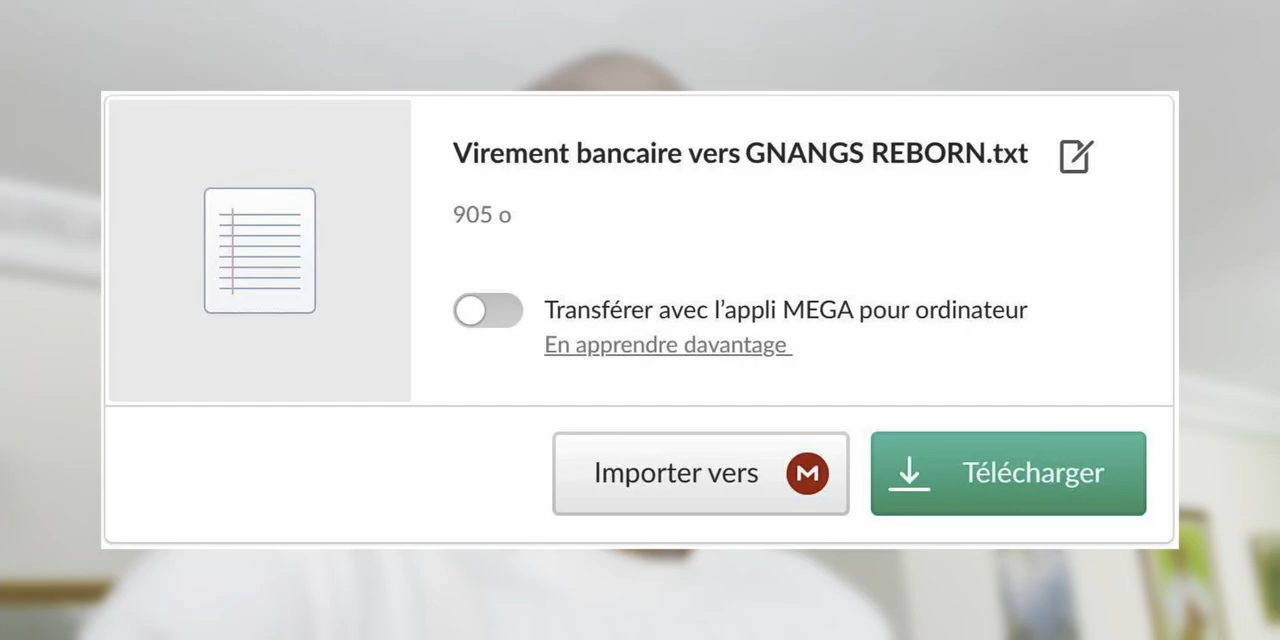 Virement bancaire vers GNANGS REBORN.txt
905 o
Transférer avec l’appli MEGA pour ordinateur
En apprendre davantage
Importer vers M
Télécharger